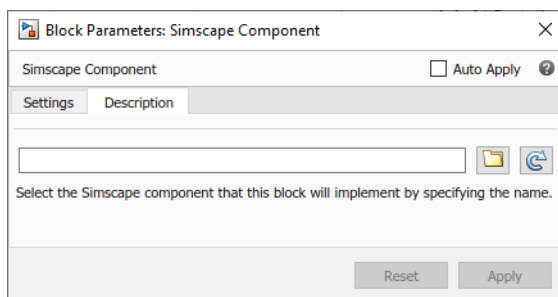 Block Parameters: Simscape Component
Simscape Component Auto Apply
Settings Description
Select the Simscape component that this block will implement by specifying the name.
Reset Apply